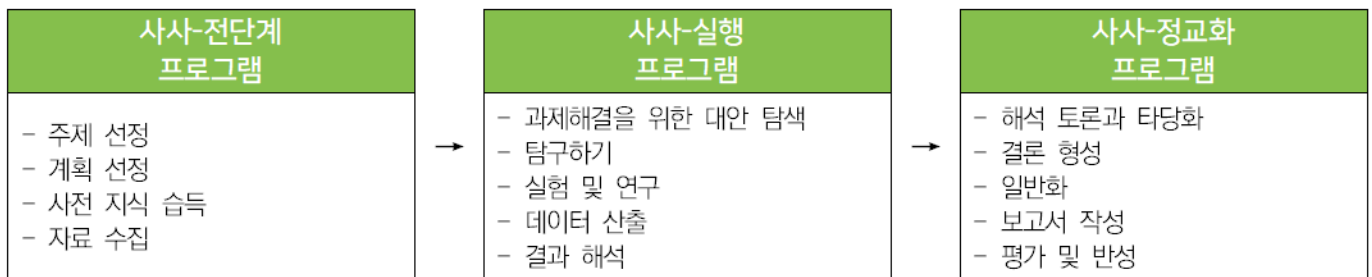 사사-전단계
프로그램
- 주제 선정
- 계획 선정
- 사전 지식 습득
- 자료 수집
→
사사-실행
프로그램
- 과제해결을 위한 대안 탐색
- 탐구하기
- 실험 및 연구
- 데이터 산출
- 결과 해석
→
사사-정교화
프로그램
- 해석 토론과 타당화
- 결론 형성
- 일반화
- 보고서 작성
- 평가 및 반성